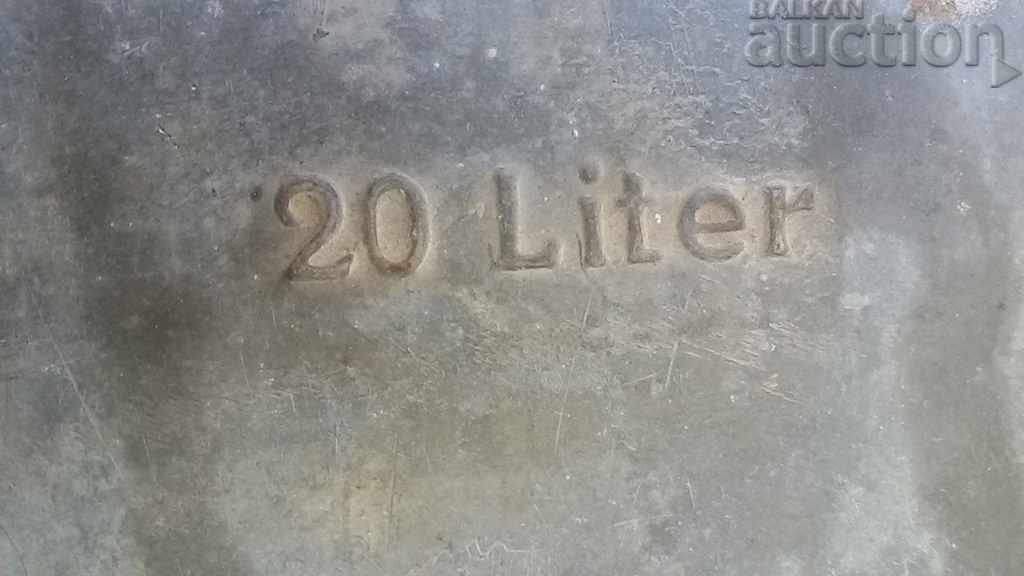 BALKAN
auction
20 Liter